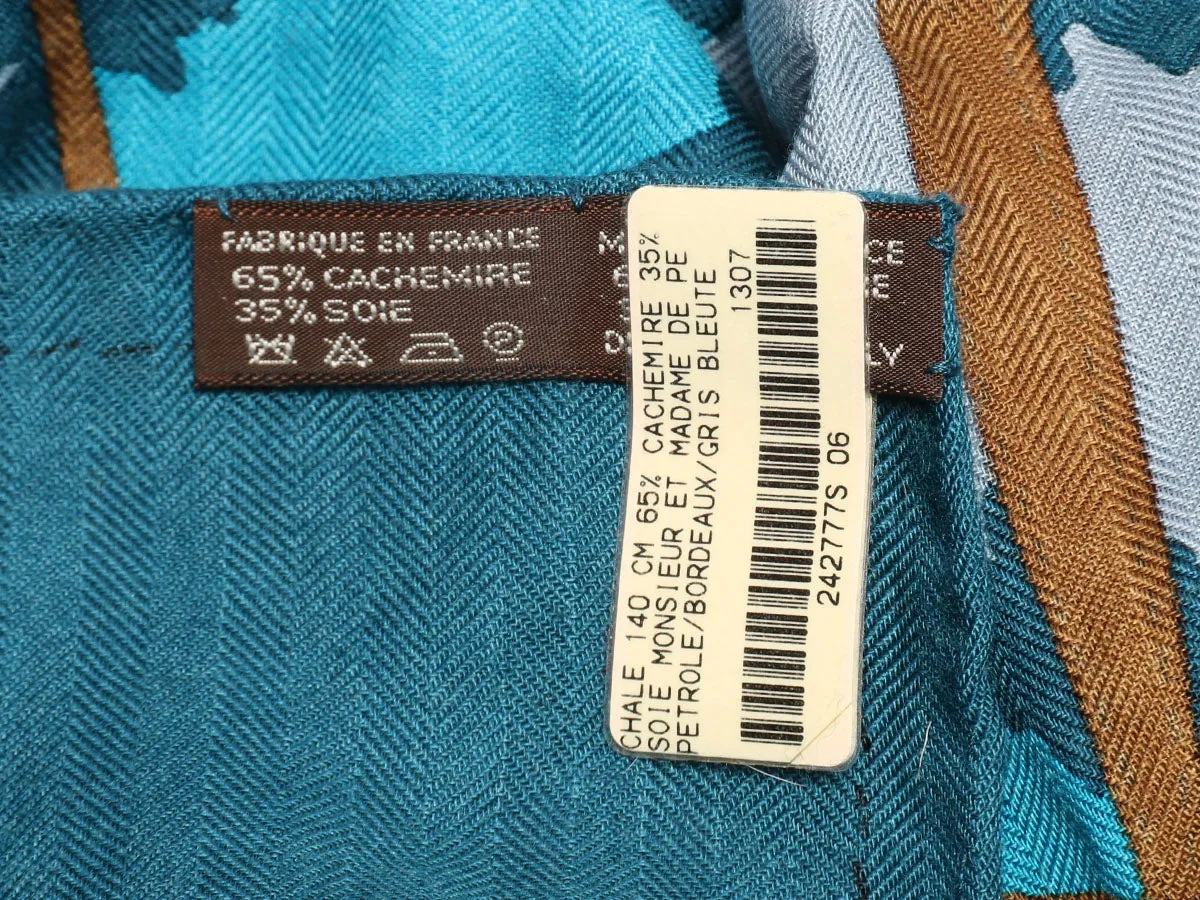 FABRIQUE EN FRANCE
65% CACHEMIRE
35% SOIE
CHALE 140 CM 65% CACHEMIRE 35%
SOIE MONSIEUR ET MADAME DE PE
PETROLE/BORDEAUX/GRIS BLEUTE
1307
242777S 06